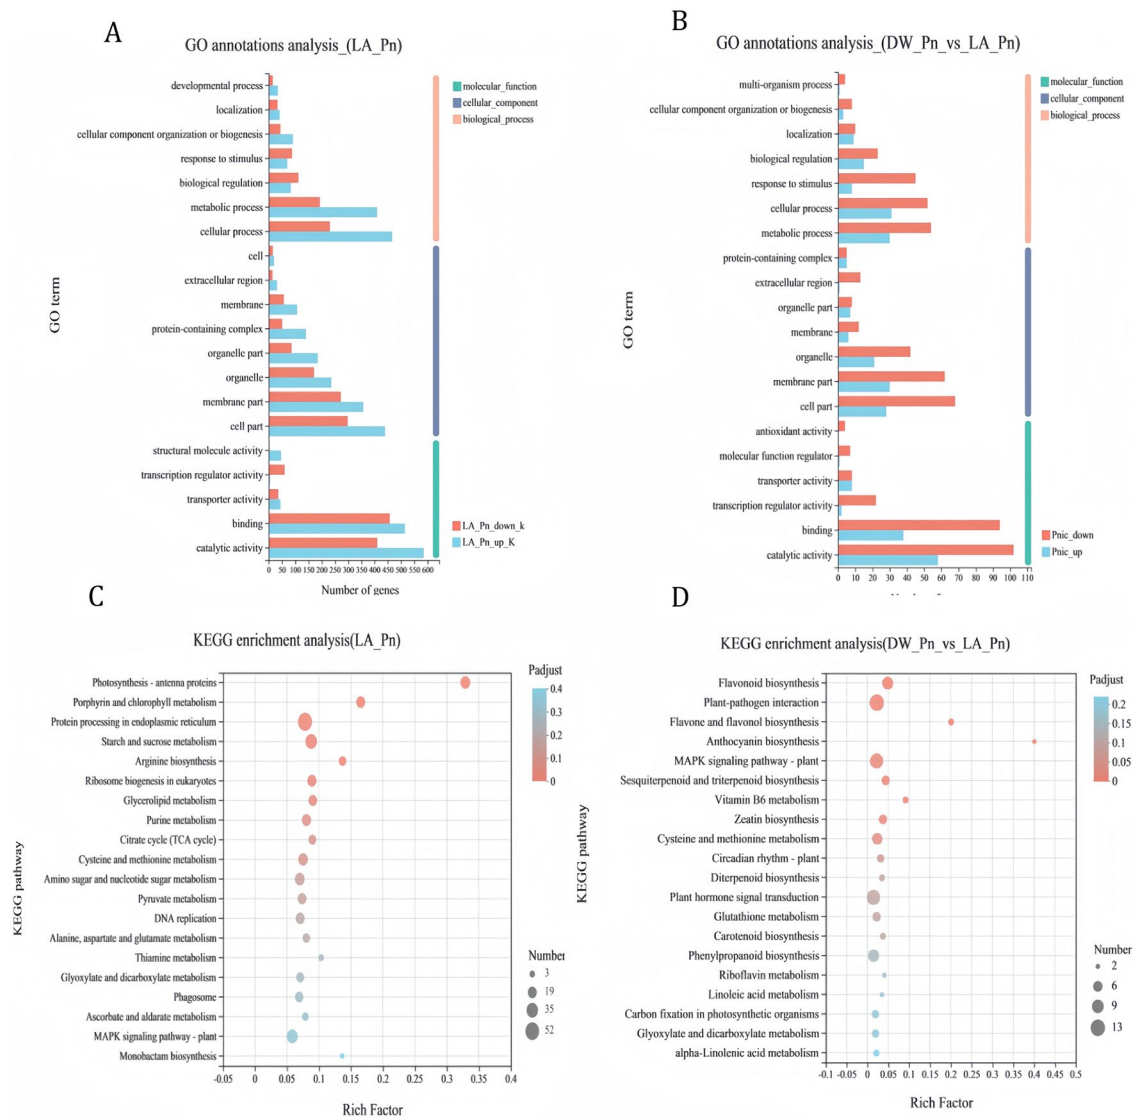 A
GO annotations analysis_(LA_Pn)
developmental process
localization
cellular component organization or biogenesis
response to stimulus
biological regulation
metabolic process
cellular process
cell
extracellular region
membrane
protein-containing complex
organelle part
organelle
membrane part
cell part
structural molecule activity
transcription regulator activity
transporter activity
binding
catalytic activity
GO term
0 50 100 150 200 250 300 350 400 450 500 550 600
Number of genes
molecular_function
cellular_component
biological_process
LA_Pn_down_k
LA_Pn_up_K
B
GO annotations analysis_(DW_Pn_vs_LA_Pn)
multi-organism process
cellular component organization or biogenesis
localization
biological regulation
response to stimulus
cellular process
metabolic process
protein-containing complex
extracellular region
organelle part
membrane
organelle
membrane part
cell part
antioxidant activity
molecular function regulator
transporter activity
transcription regulator activity
binding
catalytic activity
GO term
0 10 20 30 40 50 60 70 80 90 100 110
molecular_function
cellular_component
biological_process
Pnic_down
Pnic_up
C
KEGG enrichment analysis(LA_Pn)
Photosynthesis - antenna proteins
Porphyrin and chlorophyll metabolism
Protein processing in endoplasmic reticulum
Starch and sucrose metabolism
Arginine biosynthesis
Ribosome biogenesis in eukaryotes
Glycerolipid metabolism
Purine metabolism
Citrate cycle (TCA cycle)
Cysteine and methionine metabolism
Amino sugar and nucleotide sugar metabolism
Pyruvate metabolism
DNA replication
Alanine, aspartate and glutamate metabolism
Thiamine metabolism
Glyoxylate and dicarboxylate metabolism
Phagosome
Ascorbate and aldarate metabolism
MAPK signaling pathway - plant
Monobactam biosynthesis
KEGG pathway
-0.05 0 0.05 0.1 0.15 0.2 0.25 0.3 0.35 0.4
Rich Factor
Padjust
0.4
0.3
0.2
0.1
0
Number
3
19
35
52
D
KEGG enrichment analysis(DW_Pn_vs_LA_Pn)
Flavonoid biosynthesis
Plant-pathogen interaction
Flavone and flavonol biosynthesis
Anthocyanin biosynthesis
MAPK signaling pathway - plant
Sesquiterpenoid and triterpenoid biosynthesis
Vitamin B6 metabolism
Zeatin biosynthesis
Cysteine and methionine metabolism
Circadian rhythm - plant
Diterpenoid biosynthesis
Plant hormone signal transduction
Glutathione metabolism
Carotenoid biosynthesis
Phenylpropanoid biosynthesis
Riboflavin metabolism
Linoleic acid metabolism
Carbon fixation in photosynthetic organisms
Glyoxylate and dicarboxylate metabolism
alpha-Linolenic acid metabolism
KEGG pathway
-0.1 -0.05 0 0.05 0.1 0.15 0.2 0.25 0.3 0.35 0.4 0.45 0.5
Rich Factor
Padjust
0.2
0.15
0.1
0.05
0
Number
2
6
9
13